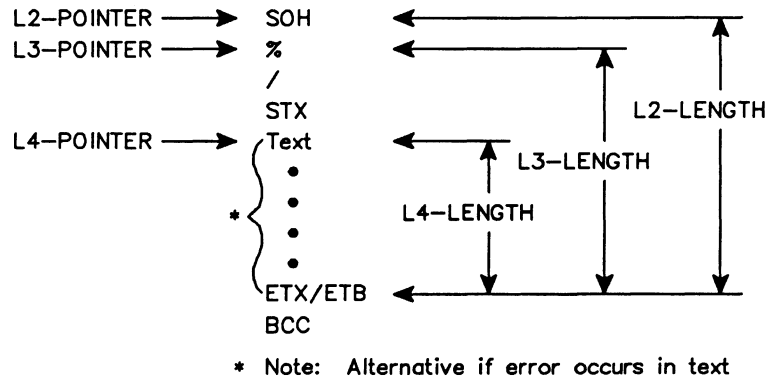 L2-POINTER SOH
L3-POINTER %
/
STX
L2-LENGTH
L4-POINTER Text
L3-LENGTH
* L4-LENGTH
ETX/ETB
BCC
* Note: Alternative if error occurs in text